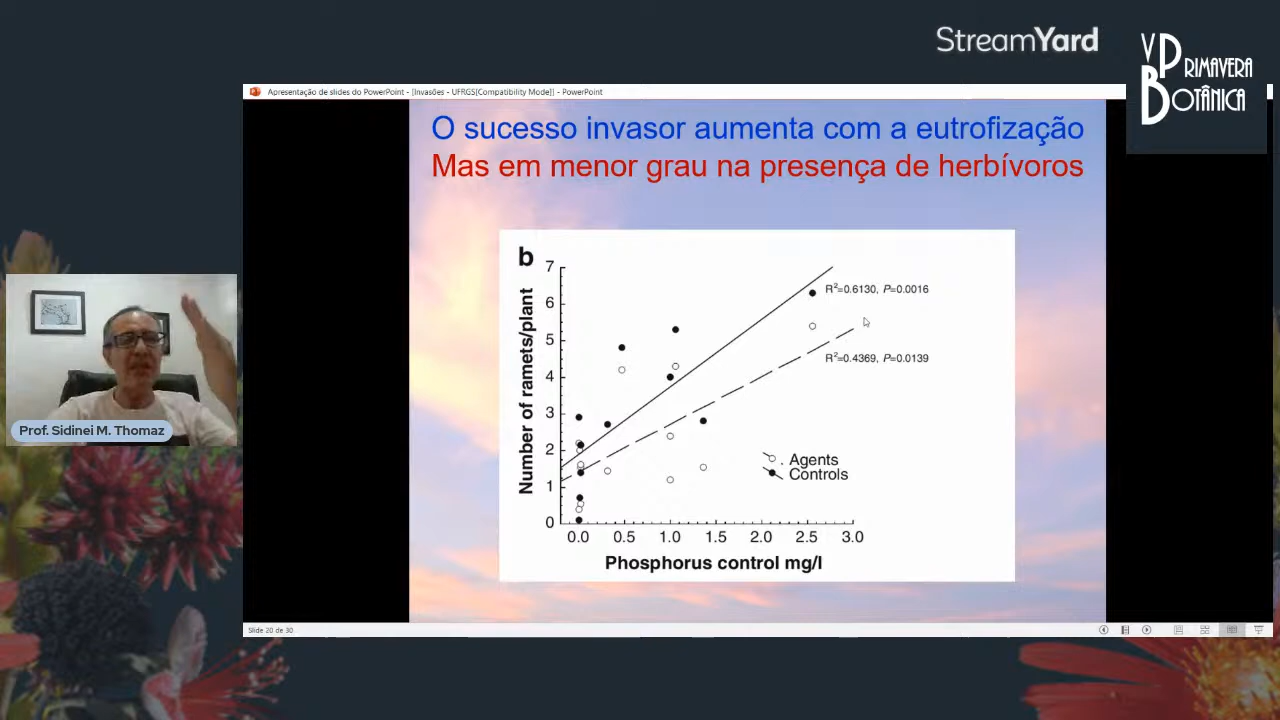 StreamYard
V PRIMAVERA
BOTÂNICA
Apresentação de slides do PowerPoint - [Invasões - UFRGS[Compatibility Mode]] - PowerPoint
O sucesso invasor aumenta com a eutrofização
Mas em menor grau na presença de herbívoros
b
7
6
5
4
3
2
1
0
Number of ramets/plant
R²=0.6130, P=0.0016
R²=0.4369, P=0.0139
Agents
Controls
0.0 0.5 1.0 1.5 2.0 2.5 3.0
Phosphorus control mg/l
Prof. Sidinei M. Thomaz
Slide 20 de 30